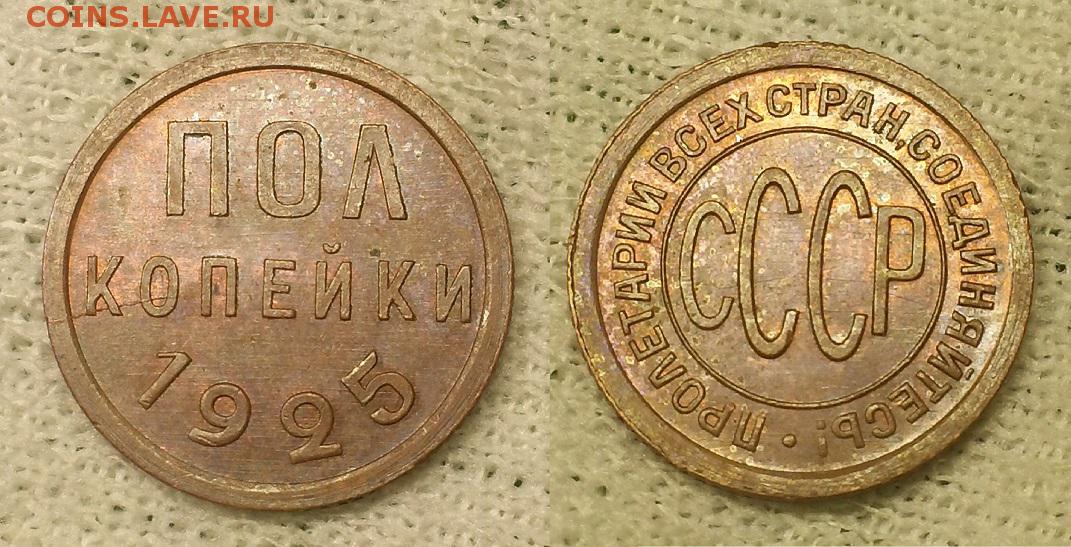 COINS.LAVE.RU
ПОЛ
КОПЕЙКИ
1925
ПРОЛЕТАРИИ ВСЕХ СТРАН, СОЕДИНЯЙТЕСЬ!
СССР